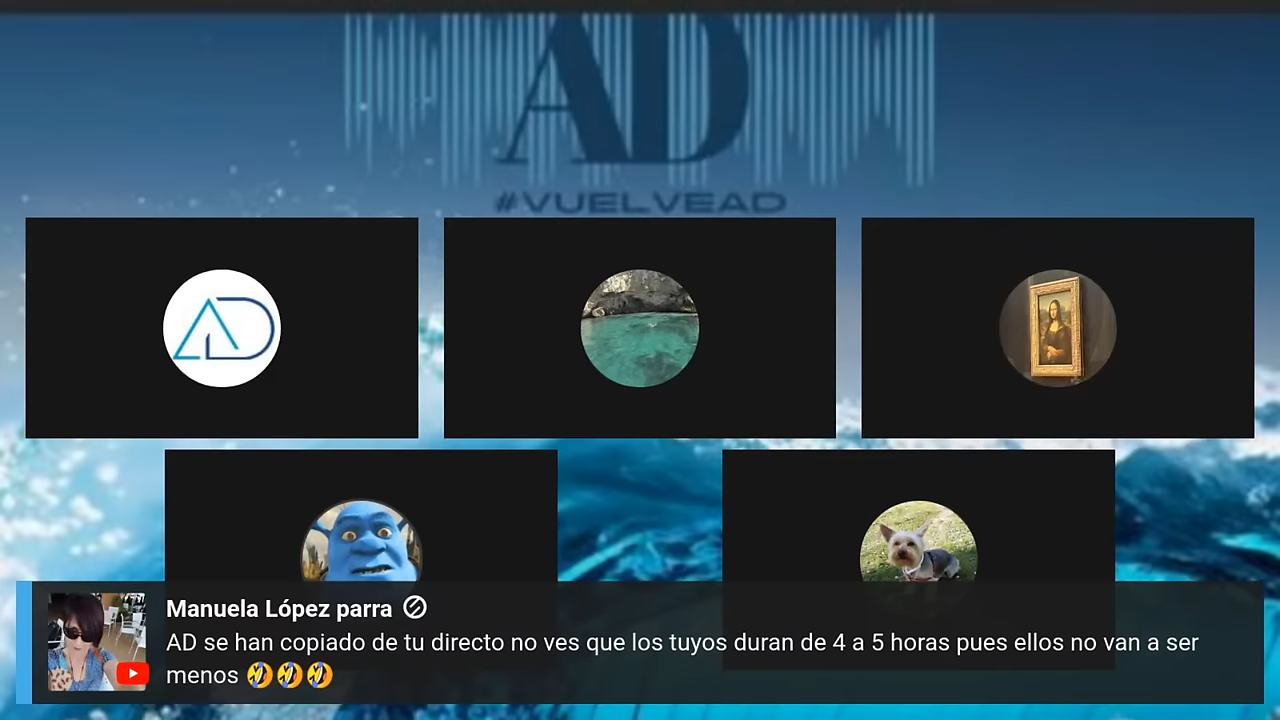 AD
#VUELVEAD
AD
Manuela López parra
AD se han copiado de tu directo no ves que los tuyos duran de 4 a 5 horas pues ellos no van a ser
menos 🤣🤣🤣